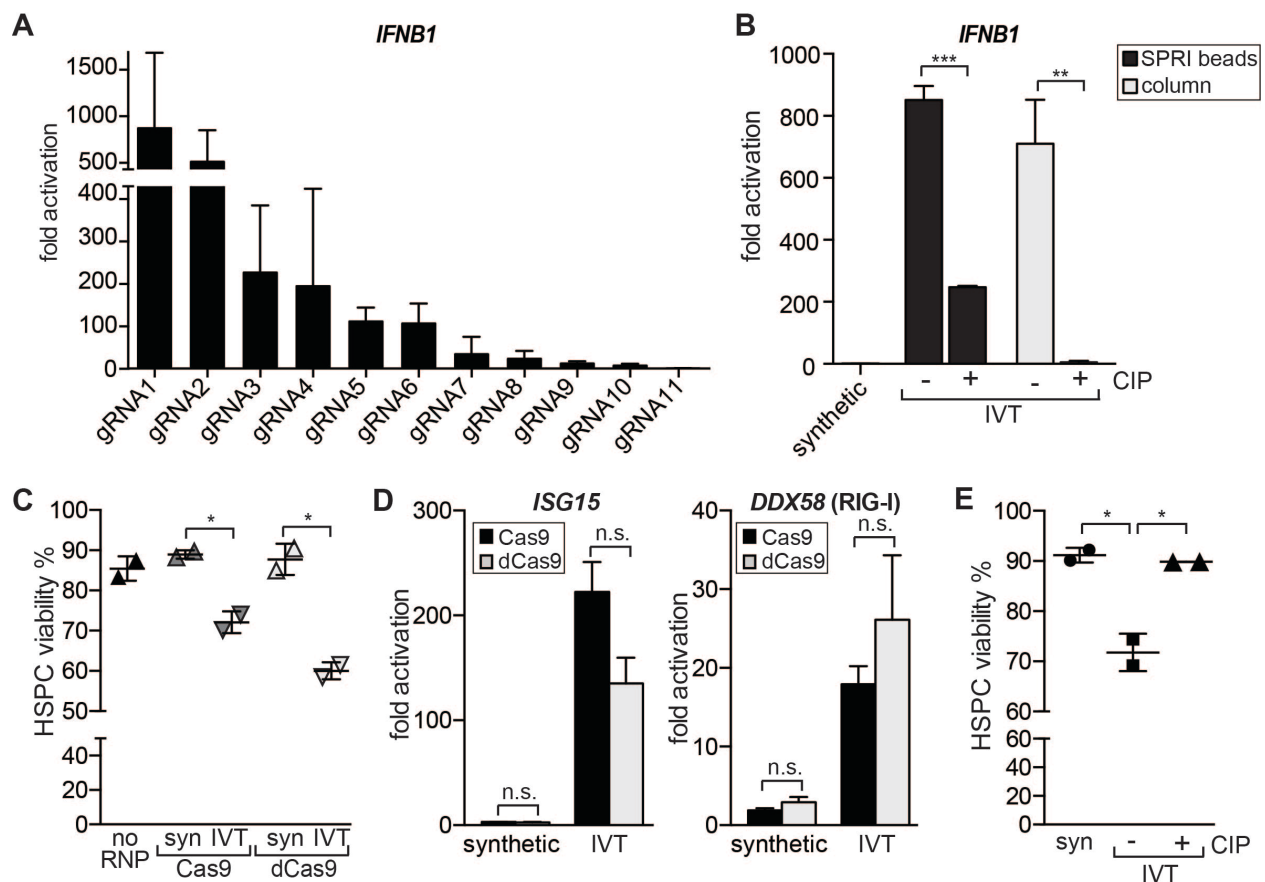 A
IFNB1
fold activation
1500
1000
500
400
300
200
100
0
gRNA1
gRNA2
gRNA3
gRNA4
gRNA5
gRNA6
gRNA7
gRNA8
gRNA9
gRNA10
gRNA11
B
IFNB1
SPRI beads
column
fold activation
1000
800
600
400
200
0
***
**
synthetic
- + - + CIP
IVT
C
HSPC viability %
100
90
80
70
60
50
40
20
0
*
*
no RNP
syn IVT syn IVT
Cas9 dCas9
D
ISG15
Cas9
dCas9
fold activation
300
200
100
0
n.s.
n.s.
synthetic IVT
DDX58 (RIG-I)
Cas9
dCas9
fold activation
40
30
20
10
0
n.s.
n.s.
synthetic IVT
E
HSPC viability %
100
90
80
70
60
60
40
20
0
* *
syn - + CIP
IVT